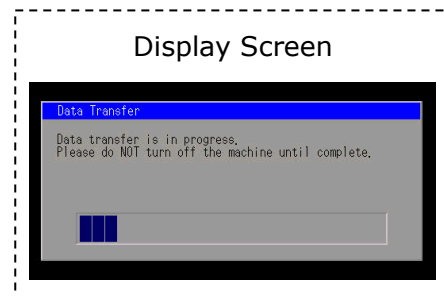 Display Screen
Data Transfer
Data transfer is in progress.
Please do NOT turn off the machine until complete.